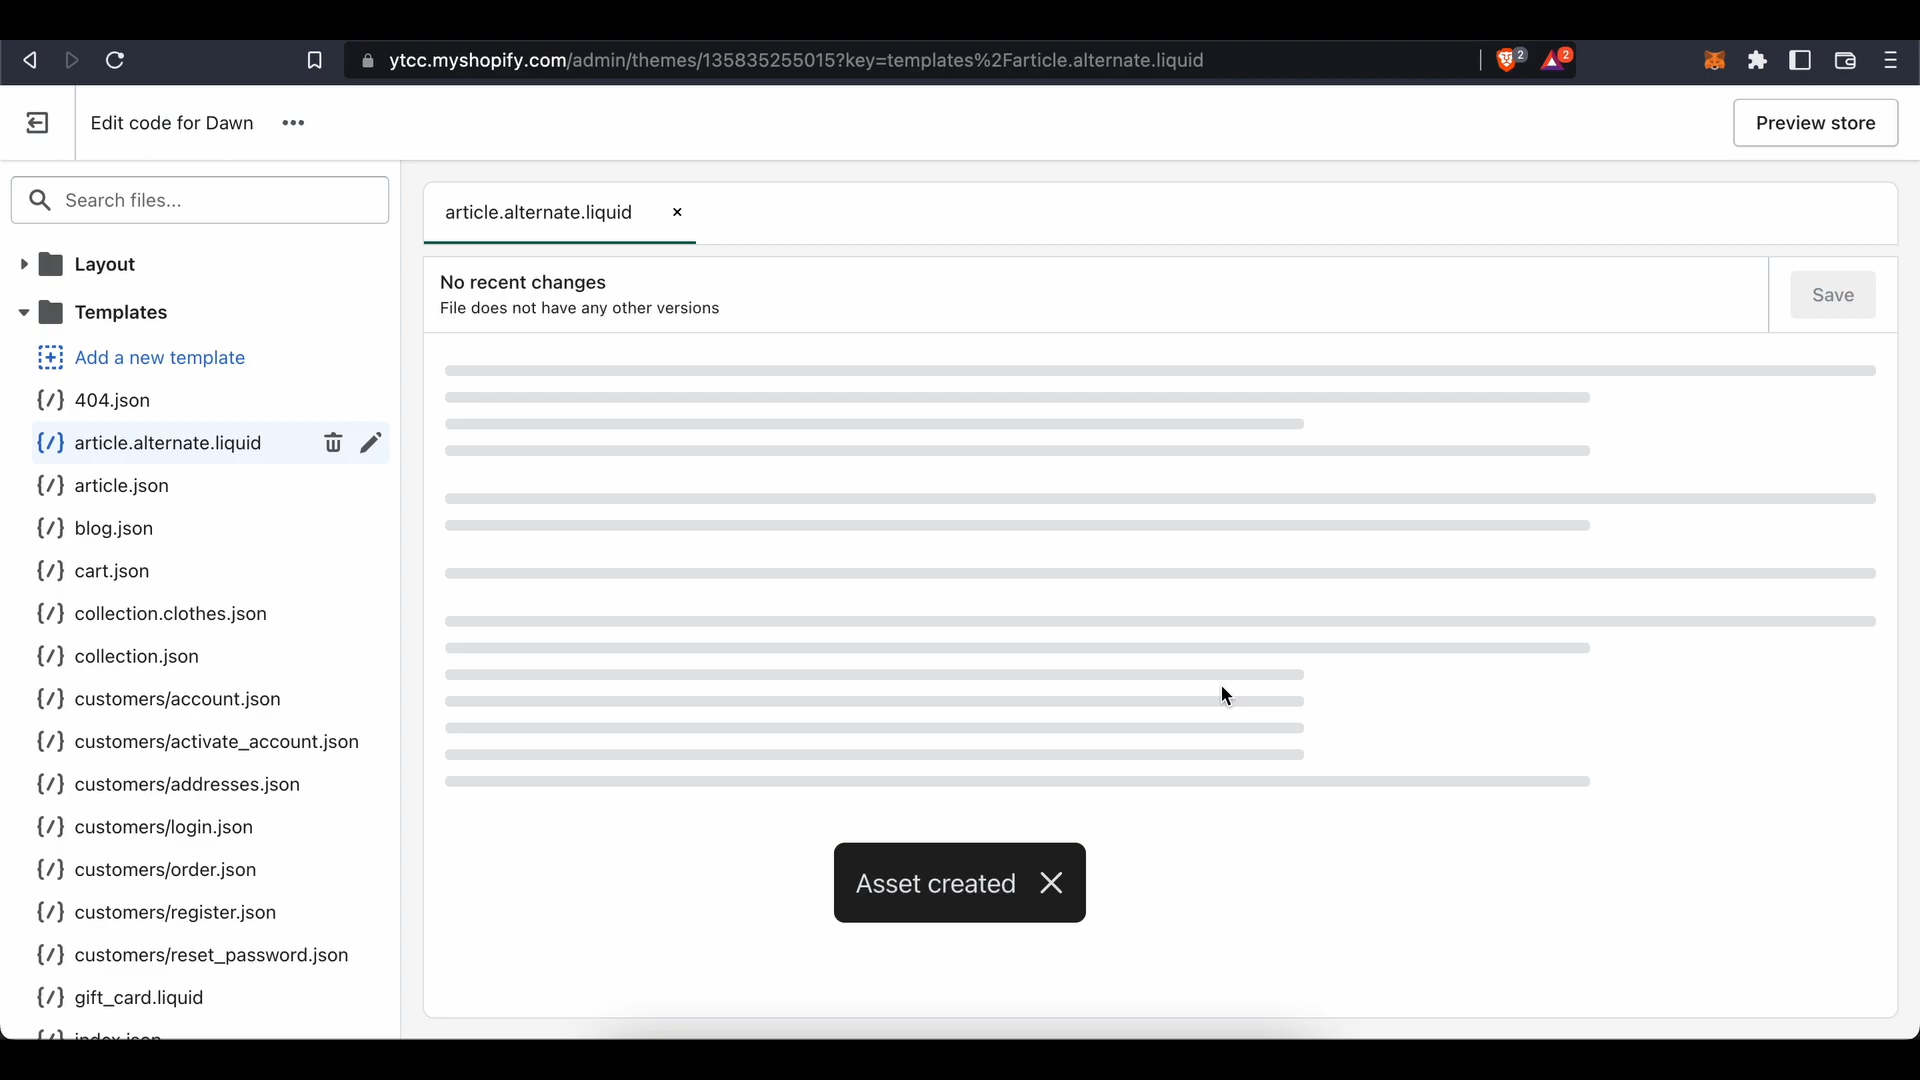 ytcc.myshopify.com/admin/themes/135835255015?key=templates%2Farticle.alternate.liquid
2
2
Edit code for Dawn
Preview store
Search files...
article.alternate.liquid
Layout
No recent changes
File does not have any other versions
Save
Templates
Add a new template
404.json
article.alternate.liquid
article.json
blog.json
cart.json
collection.clothes.json
collection.json
customers/account.json
customers/activate_account.json
customers/addresses.json
customers/login.json
customers/order.json
Asset created
customers/register.json
customers/reset_password.json
gift_card.liquid
index.json